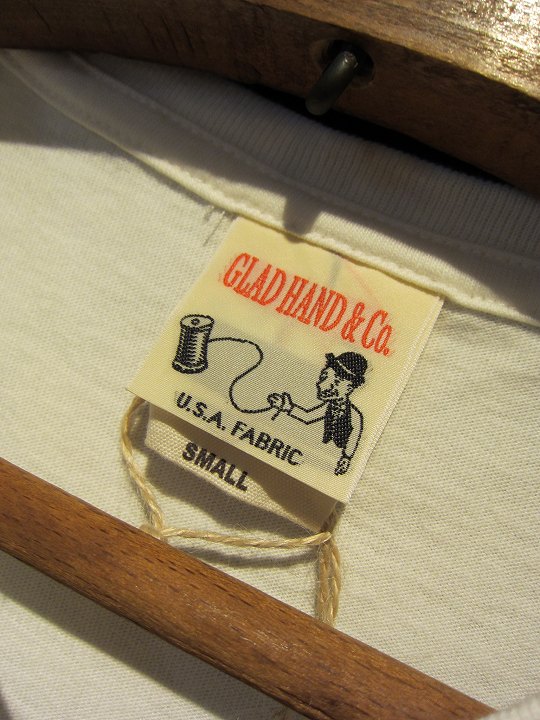 GLAD HAND & Co.
U.S.A. FABRIC
SMALL